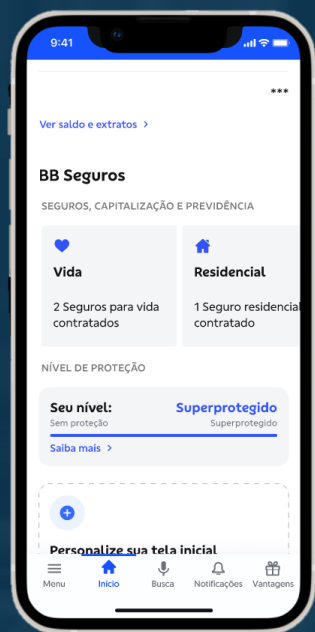 9:41
***
Ver saldo e extratos >
BB Seguros
SEGUROS, CAPITALIZAÇÃO E PREVIDÊNCIA
Vida
2 Seguros para vida
contratados
Residencial
1 Seguro residencial
contratado
NÍVEL DE PROTEÇÃO
Seu nível: Superprotegido
Sem proteção Superprotegido
Saiba mais >
Personalize sua tela inicial
Menu Início Busca Notificações Vantagens